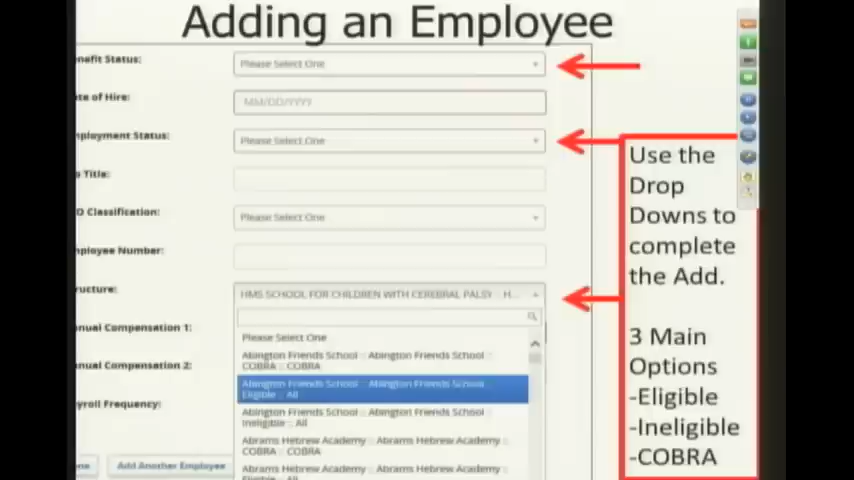 Adding an Employee
nefit Status:
Please Select One
te of Hire:
MM/DD/YYYY
nployment Status:
Please Select One
Title:
O Classification:
Please Select One
nployee Number:
ructure:
HMS SCHOOL FOR CHILDREN WITH CEREBRAL PALSY :: H...
Please Select One
nnual Compensation 1:
Abington Friends School :: Abington Friends School ::
COBRA :: COBRA
nnual Compensation 2:
Abington Friends School :: Abington Friends School ::
Eligible :: All
yroll Frequency:
Abington Friends School :: Abington Friends School ::
Ineligible :: All
Abrams Hebrew Academy :: Abrams Hebrew Academy ::
COBRA :: COBRA
Abrams Hebrew Academy :: Abrams Hebrew Academy ::
Add Another Employee
Use the
Drop
Downs to
complete
the Add.
3 Main
Options
-Eligible
-Ineligible
-COBRA